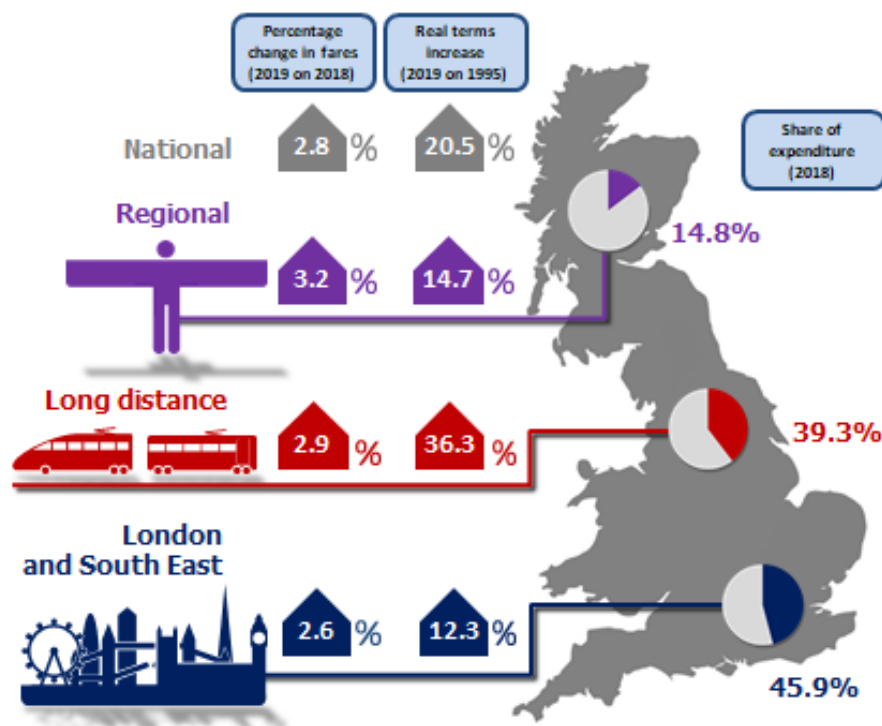 Percentage
change in fares
(2019 on 2018)
Real terms
increase
(2019 on 1995)
National
2.8 %
20.5 %
Share of
expenditure
(2018)
Regional
14.8%
3.2 %
14.7 %
Long distance
2.9 %
36.3 %
39.3%
London
and South East
2.6 %
12.3 %
45.9%